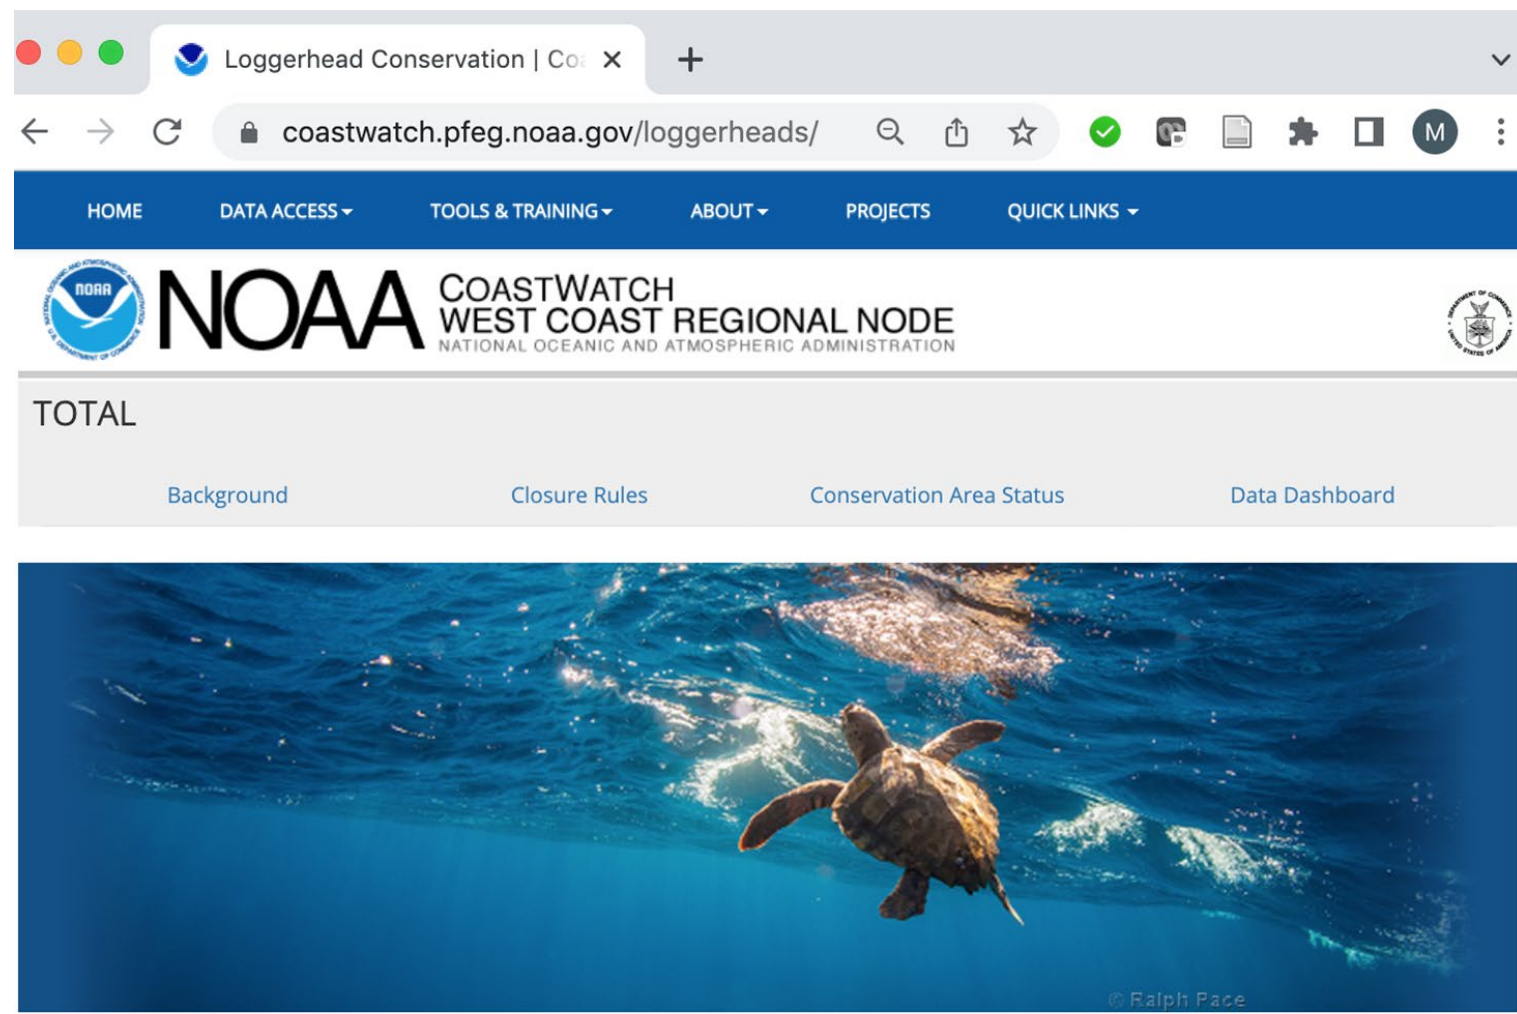 Loggerhead Conservation | Coa
coastwatch.pfeg.noaa.gov/loggerheads/
M
HOME DATA ACCESS TOOLS & TRAINING ABOUT PROJECTS QUICK LINKS
NOAA
NOAA
COASTWATCH
WEST COAST REGIONAL NODE
NATIONAL OCEANIC AND ATMOSPHERIC ADMINISTRATION
TOTAL
Background Closure Rules Conservation Area Status Data Dashboard
© Ralph Pace